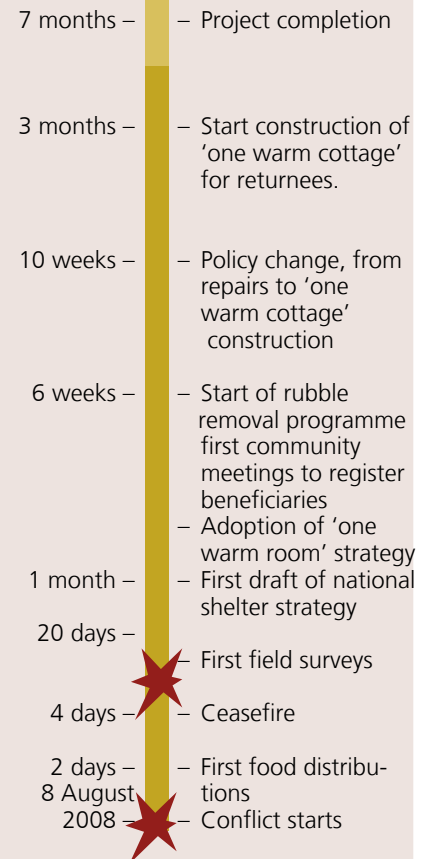 7 months – – Project completion
3 months – – Start construction of
‘one warm cottage’
for returnees.
10 weeks – – Policy change, from
repairs to ‘one
warm cottage’
construction
6 weeks – – Start of rubble
removal programme
first community
meetings to register
beneficiaries
– Adoption of ‘one
warm room’ strategy
1 month – – First draft of national
shelter strategy
20 days –
– First field surveys
4 days – – Ceasefire
2 days – – First food distribu-
8 August tions
2008 – – Conflict starts